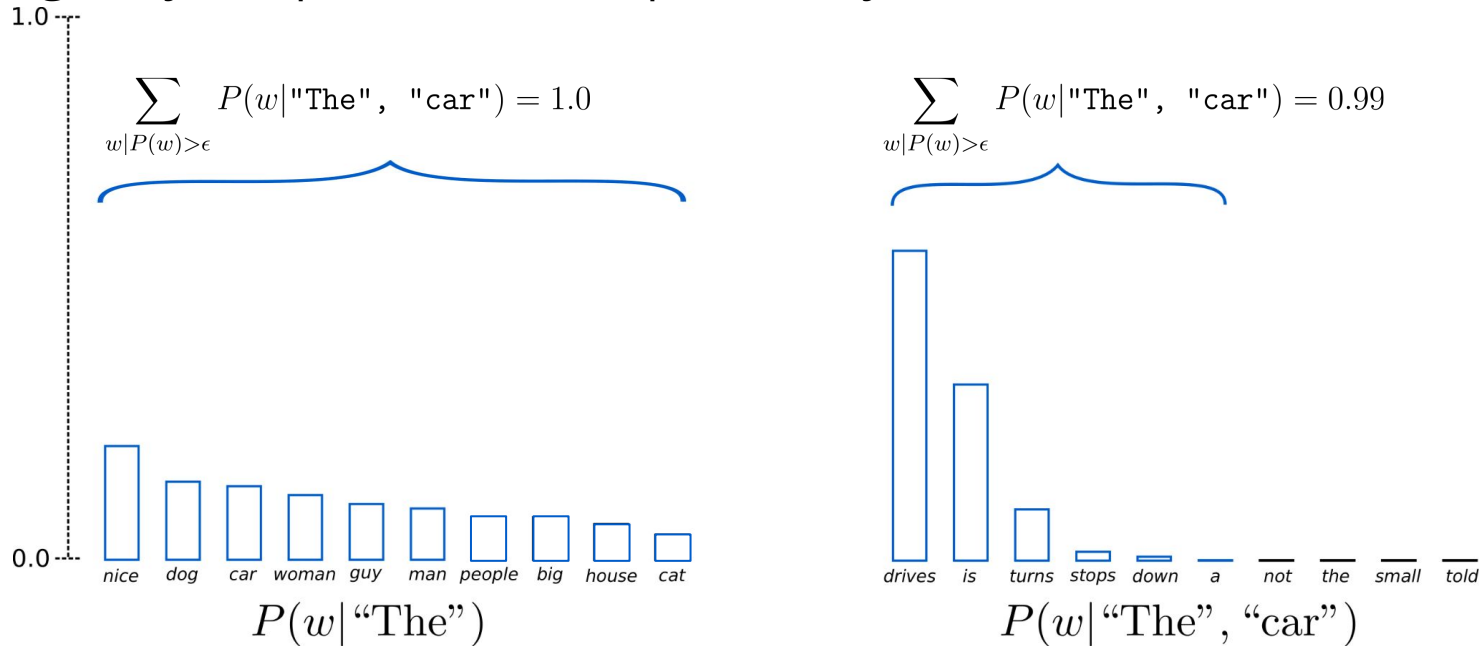 1.0
∑ P(w|"The", "car") = 1.0
w|P(w)>ϵ
∑ P(w|"The", "car") = 0.99
w|P(w)>ϵ
0.0
nice dog car woman guy man people big house cat
drives is turns stops down a not the small told
P(w|“The”)
P(w|“The”, “car”)